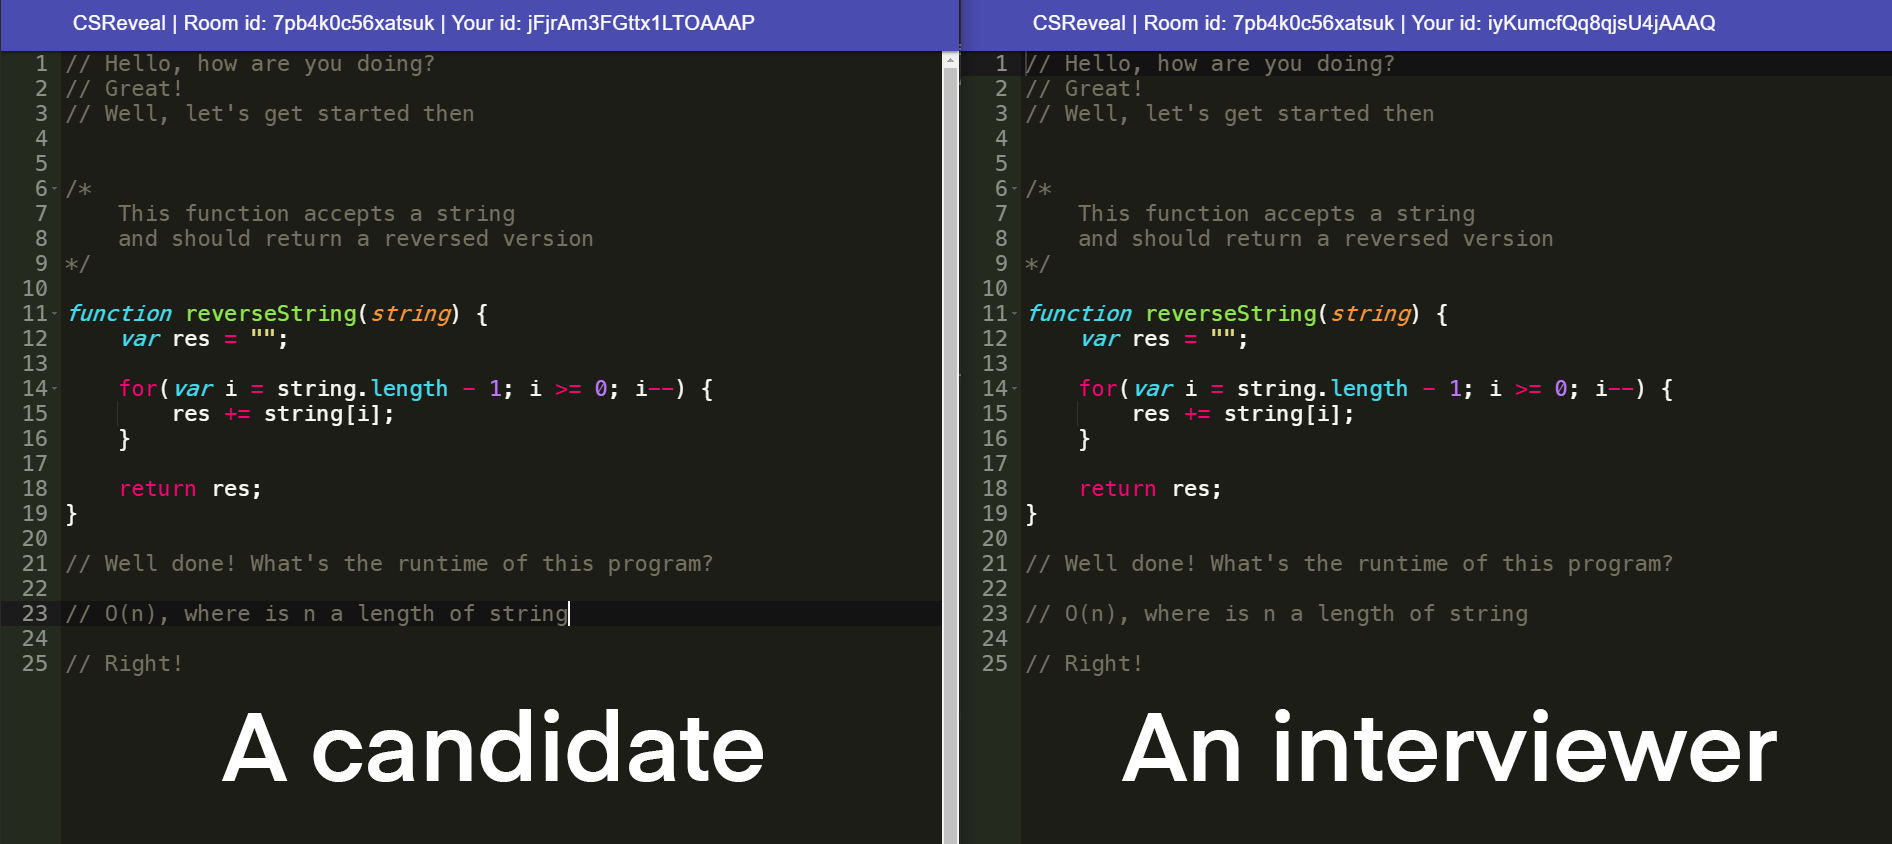 CSReveal | Room id: 7pb4k0c56xatsuk | Your id: jFjrAm3FGttx1LTOAAAP
1 // Hello, how are you doing?
2 // Great!
3 // Well, let's get started then
4
5
6 /*
7     This function accepts a string
8     and should return a reversed version
9 */
10
11 function reverseString(string) {
12     var res = "";
13
14     for(var i = string.length - 1; i >= 0; i--) {
15         res += string[i];
16     }
17
18     return res;
19 }
20
21 // Well done! What's the runtime of this program?
22
23 // O(n), where is n a length of string
24
25 // Right!
A candidate
CSReveal | Room id: 7pb4k0c56xatsuk | Your id: iyKumcfQq8qjsU4jAAAQ
1 // Hello, how are you doing?
2 // Great!
3 // Well, let's get started then
4
5
6 /*
7     This function accepts a string
8     and should return a reversed version
9 */
10
11 function reverseString(string) {
12     var res = "";
13
14     for(var i = string.length - 1; i >= 0; i--) {
15         res += string[i];
16     }
17
18     return res;
19 }
20
21 // Well done! What's the runtime of this program?
22
23 // O(n), where is n a length of string
24
25 // Right!
An interviewer